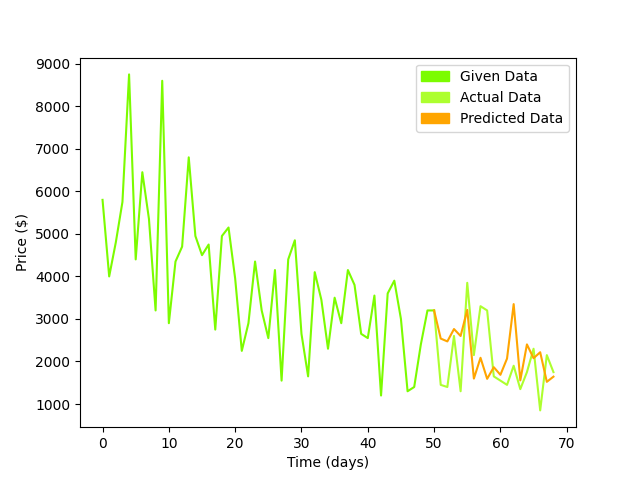 9000
8000
7000
6000
5000
4000
3000
2000
1000
Price ($)
Given Data
Actual Data
Predicted Data
0 10 20 30 40 50 60 70
Time (days)